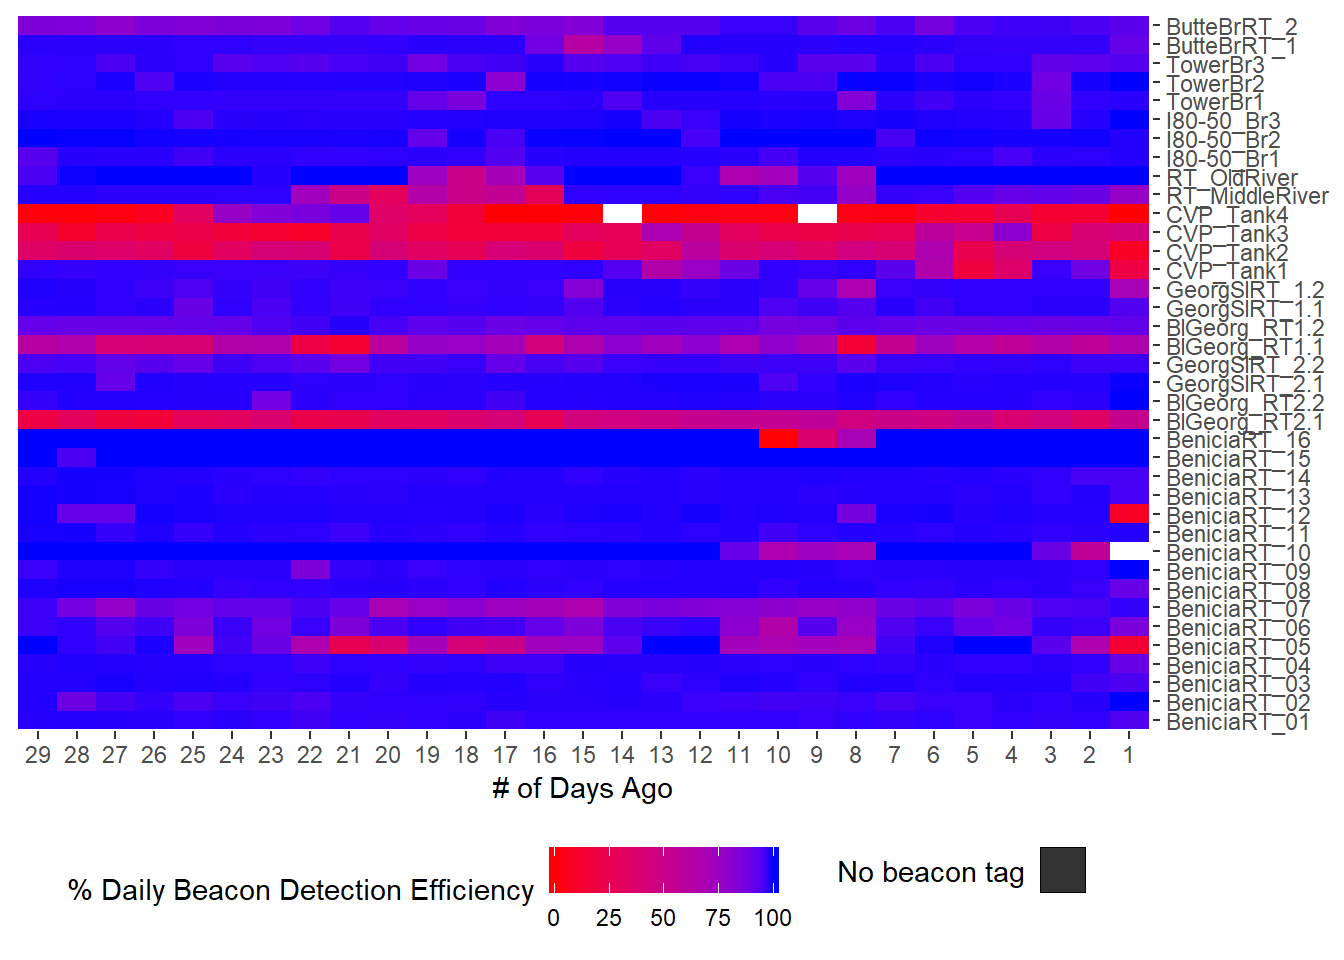 ButteBrRT_2
ButteBrRT_1
TowerBr3
TowerBr2
TowerBr1
I80-50_Br3
I80-50_Br2
I80-50_Br1
RT_OldRiver
RT_MiddleRiver
CVP_Tank4
CVP_Tank3
CVP_Tank2
CVP_Tank1
GeorgSlRT_1.2
GeorgSlRT_1.1
BlGeorg_RT1.2
BlGeorg_RT1.1
GeorgSlRT_2.2
GeorgSlRT_2.1
BlGeorg_RT2.2
BlGeorg_RT2.1
BeniciaRT_16
BeniciaRT_15
BeniciaRT_14
BeniciaRT_13
BeniciaRT_12
BeniciaRT_11
BeniciaRT_10
BeniciaRT_09
BeniciaRT_08
BeniciaRT_07
BeniciaRT_06
BeniciaRT_05
BeniciaRT_04
BeniciaRT_03
BeniciaRT_02
BeniciaRT_01
29 28 27 26 25 24 23 22 21 20 19 18 17 16 15 14 13 12 11 10 9 8 7 6 5 4 3 2 1
# of Days Ago
% Daily Beacon Detection Efficiency
0 25 50 75 100
No beacon tag